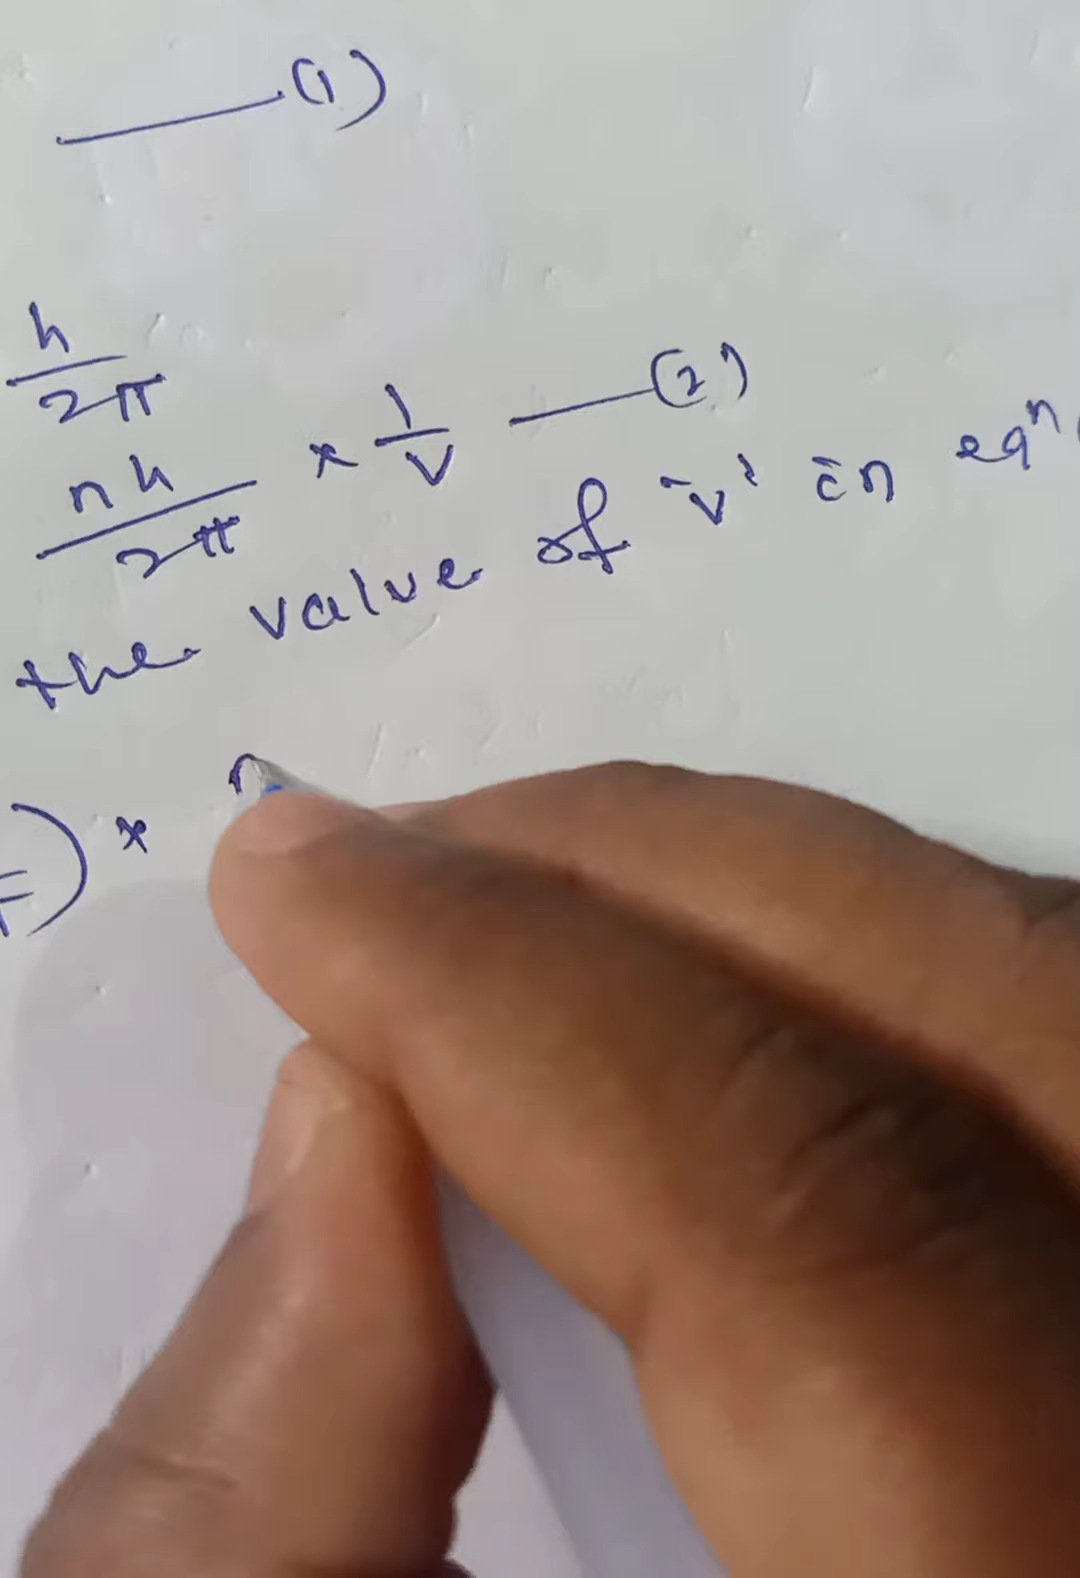 ——(1)
h/2π
nh/2π × 1/v ——(2)
the value of 'v' in eqⁿ
) × n